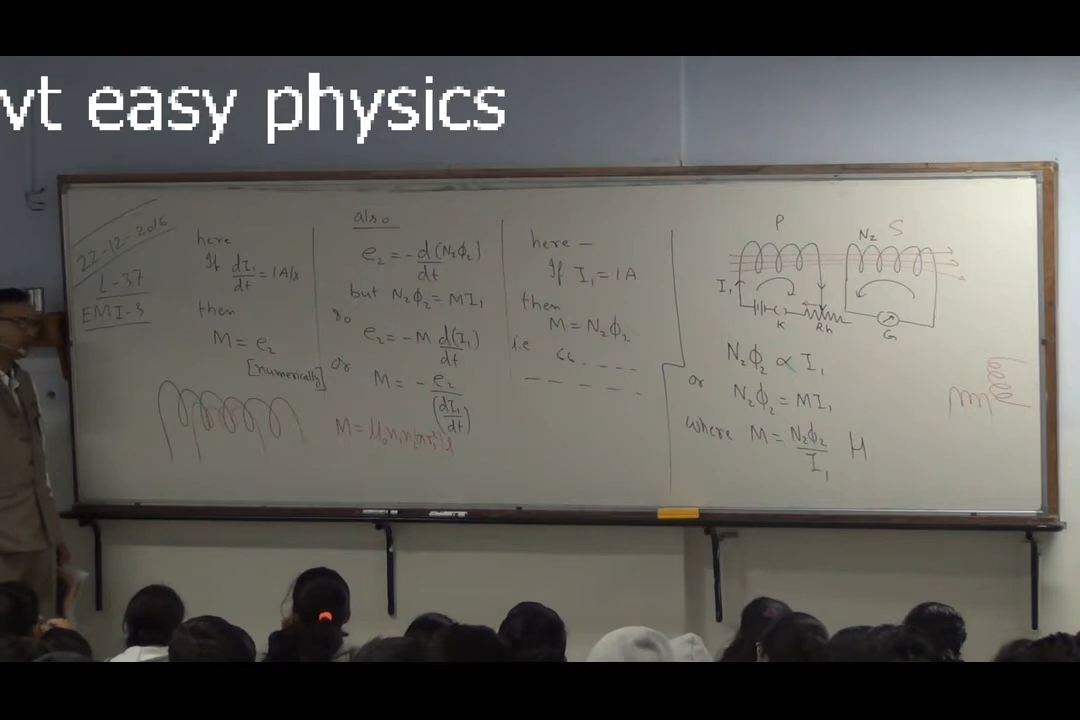 vt easy physics
22-12-2016
L-37
EMI-5
here
If dI₁/dt = 1A/s
then
M = e₂
[numerically]
also
e₂ = -d(N₂ϕ₂)/dt
but N₂ϕ₂ = MI₁
so
e₂ = -M d(I₁)/dt
or
M = -e₂/(dI₁/dt)
here –
If I₁ = 1A
then
M = N₂ϕ₂
i.e
P
N₂ S
I₁
K
Rh
G
N₂ϕ₂ ∝ I₁
or
N₂ϕ₂ = MI₁
where M = N₂ϕ₂/I₁ H